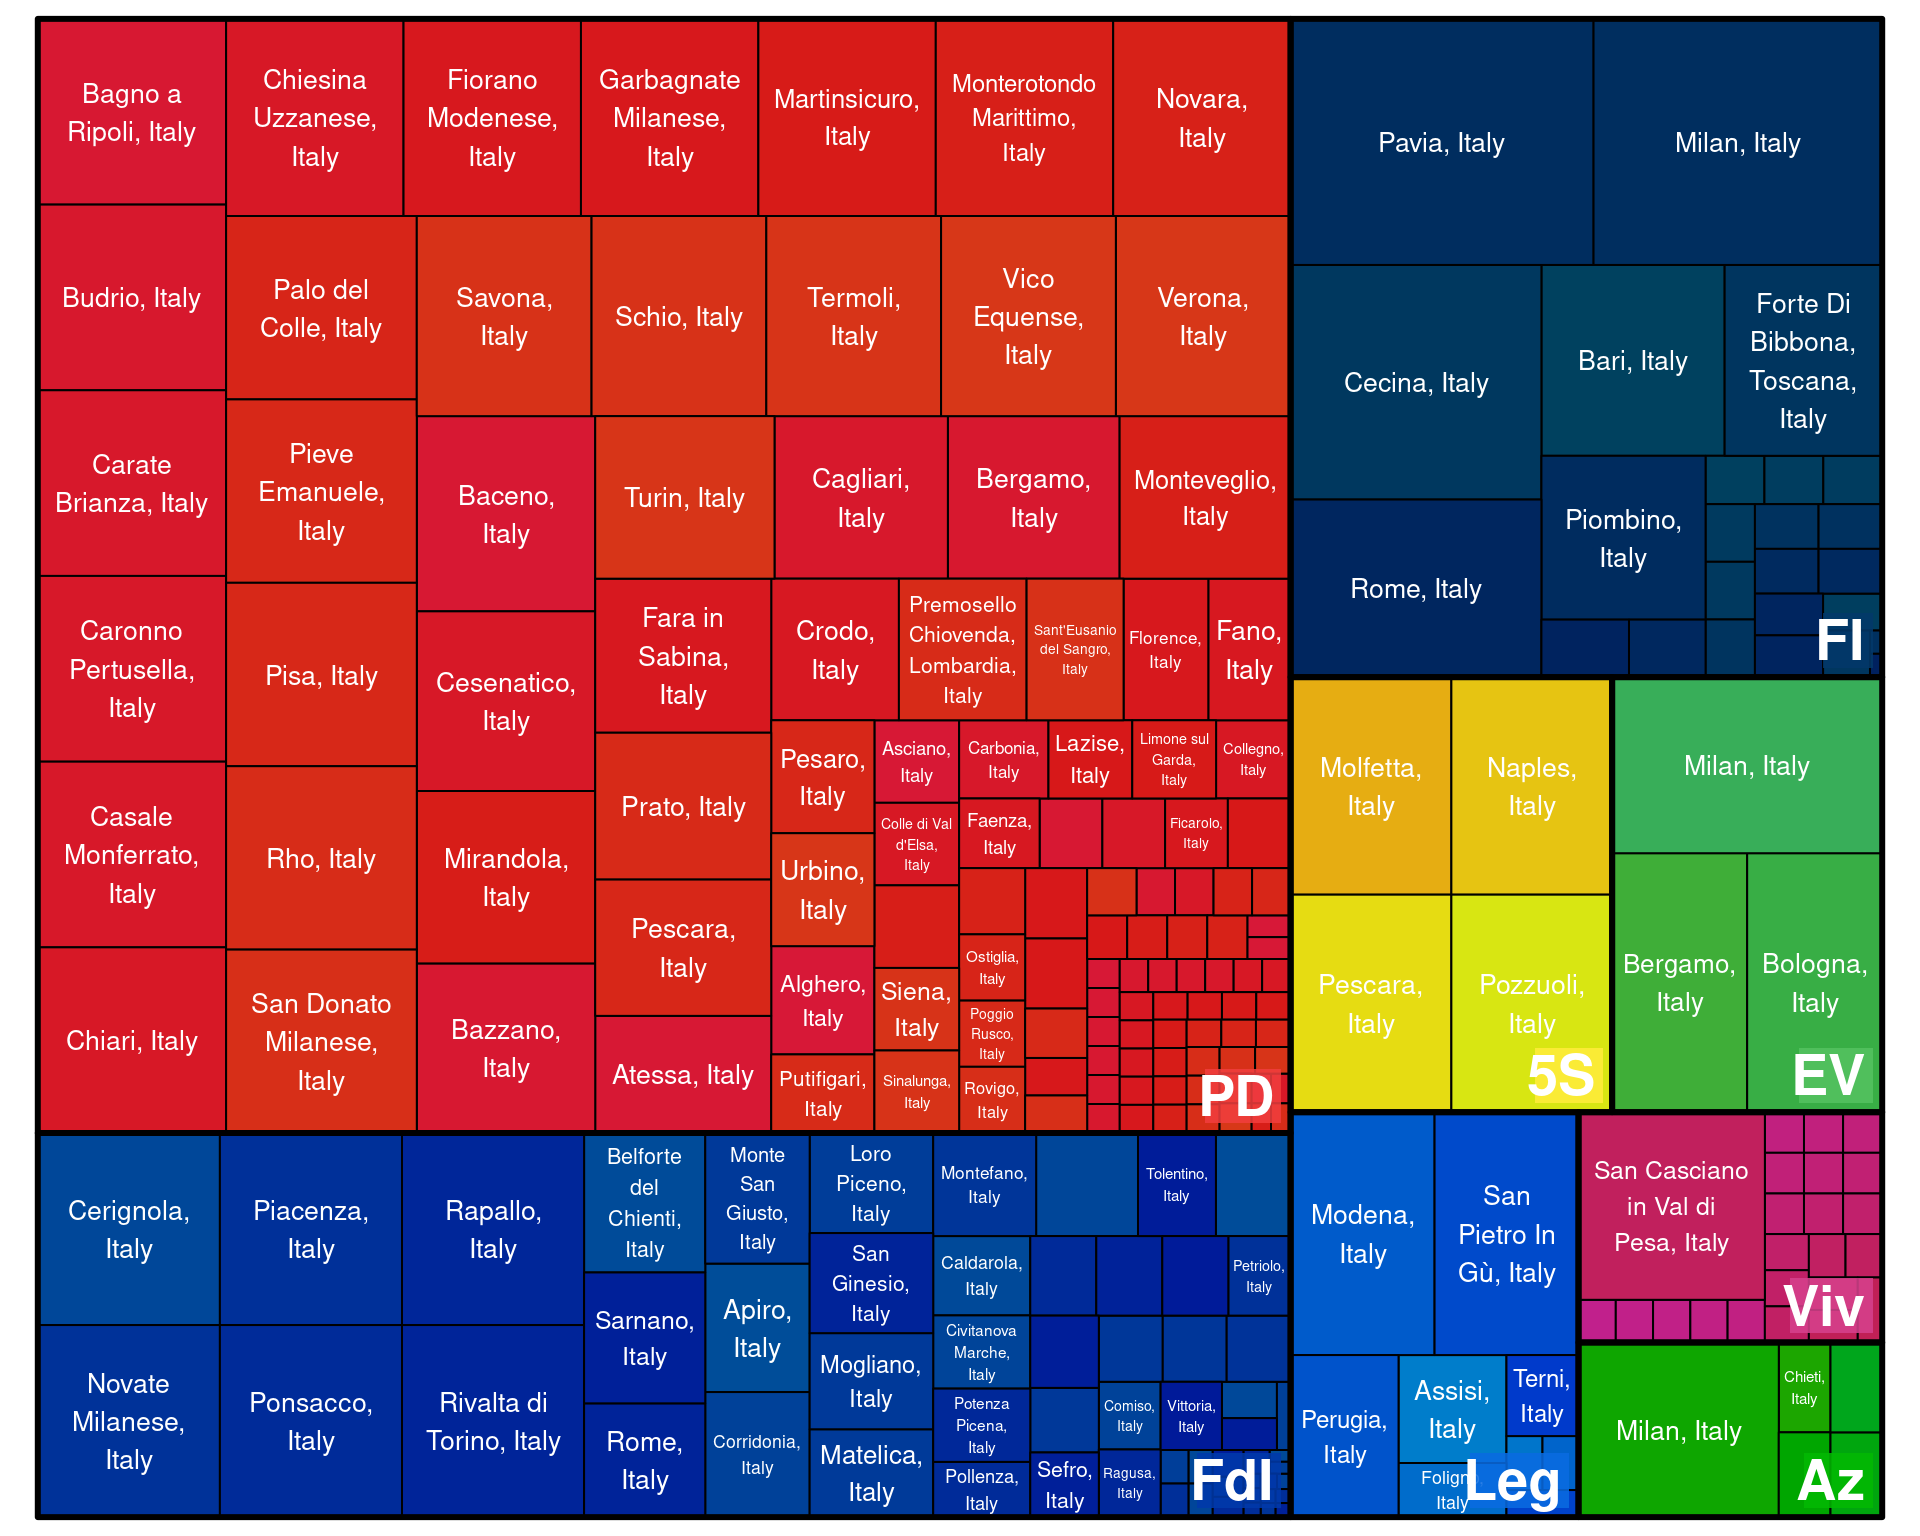 Bagno a
Ripoli, Italy
Chiesina
Uzzanese,
Italy
Fiorano
Modenese,
Italy
Garbagnate
Milanese,
Italy
Martinsicuro,
Italy
Monterotondo
Marittimo,
Italy
Novara,
Italy
Budrio, Italy
Palo del
Colle, Italy
Savona,
Italy
Schio, Italy
Termoli,
Italy
Vico
Equense,
Italy
Verona,
Italy
Carate
Brianza, Italy
Pieve
Emanuele,
Italy
Baceno,
Italy
Turin, Italy
Cagliari,
Italy
Bergamo,
Italy
Monteveglio,
Italy
Caronno
Pertusella,
Italy
Pisa, Italy
Cesenatico,
Italy
Fara in
Sabina,
Italy
Crodo,
Italy
Premosello
Chiovenda,
Lombardia,
Italy
Sant'Eusanio
del Sangro,
Italy
Florence,
Italy
Fano,
Italy
Casale
Monferrato,
Italy
Rho, Italy
Mirandola,
Italy
Prato, Italy
Pesaro,
Italy
Asciano,
Italy
Carbonia,
Italy
Lazise,
Italy
Limone sul
Garda,
Italy
Collegno,
Italy
Colle di Val
d'Elsa,
Italy
Faenza,
Italy
Ficarolo,
Italy
Urbino,
Italy
Chiari, Italy
San Donato
Milanese,
Italy
Bazzano,
Italy
Pescara,
Italy
Atessa, Italy
Alghero,
Italy
Siena,
Italy
Ostiglia,
Italy
Poggio
Rusco,
Italy
Putifigari,
Italy
Sinalunga,
Italy
Rovigo,
Italy
PD
Pavia, Italy
Milan, Italy
Cecina, Italy
Bari, Italy
Forte Di
Bibbona,
Toscana,
Italy
Rome, Italy
Piombino,
Italy
FI
Molfetta,
Italy
Naples,
Italy
Pescara,
Italy
Pozzuoli,
Italy
5S
Milan, Italy
Bergamo,
Italy
Bologna,
Italy
EV
Cerignola,
Italy
Piacenza,
Italy
Rapallo,
Italy
Belforte
del
Chienti,
Italy
Monte
San
Giusto,
Italy
Loro
Piceno,
Italy
Montefano,
Italy
Tolentino,
Italy
San
Ginesio,
Italy
Caldarola,
Italy
Petriolo,
Italy
Novate
Milanese,
Italy
Ponsacco,
Italy
Rivalta di
Torino, Italy
Sarnano,
Italy
Apiro,
Italy
Mogliano,
Italy
Civitanova
Marche,
Italy
Rome,
Italy
Corridonia,
Italy
Matelica,
Italy
Potenza
Picena,
Italy
Comiso,
Italy
Vittoria,
Italy
Pollenza,
Italy
Sefro,
Italy
Ragusa,
Italy
FdI
Modena,
Italy
San
Pietro In
Gù, Italy
Perugia,
Italy
Assisi,
Italy
Terni,
Italy
Foligno,
Italy
Leg
San Casciano
in Val di
Pesa, Italy
Viv
Milan, Italy
Chieti,
Italy
Az